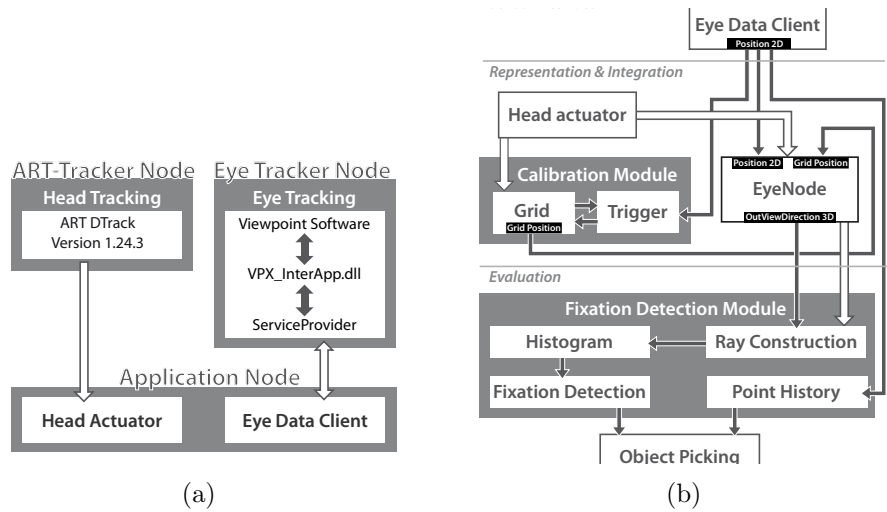 ART-Tracker Node
Head Tracking
ART DTrack
Version 1.24.3
Eye Tracker Node
Eye Tracking
Viewpoint Software
VPX_InterApp.dll
ServiceProvider
Application Node
Head Actuator
Eye Data Client
(a)
Eye Data Client
Position 2D
Representation & Integration
Head actuator
Calibration Module
Grid
Grid Position
Trigger
Position 2D
Grid Position
EyeNode
OutViewDirection 3D
Evaluation
Fixation Detection Module
Histogram
Ray Construction
Fixation Detection
Point History
Object Picking
(b)